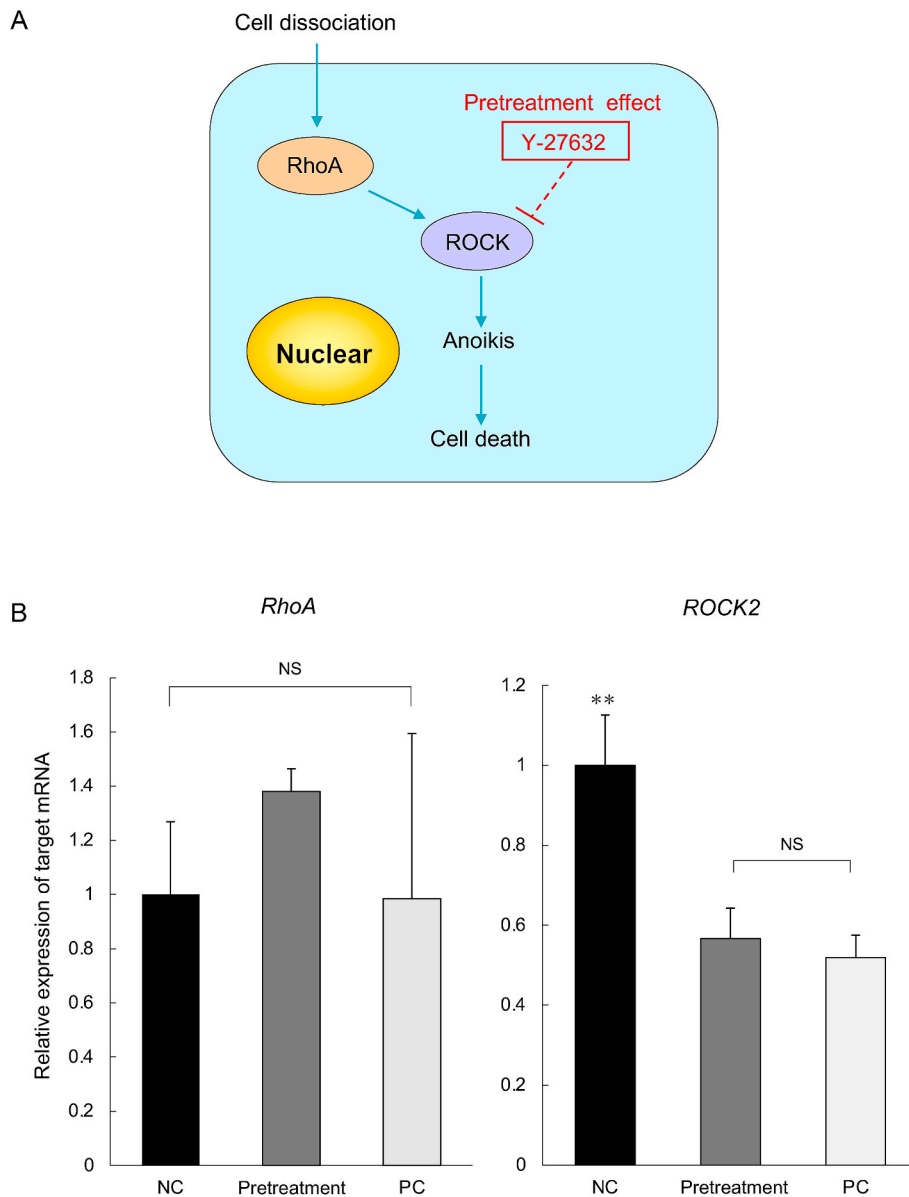 A
Cell dissociation
Pretreatment effect
Y-27632
RhoA
ROCK
Nuclear
Anoikis
Cell death
B
RhoA
ROCK2
Relative expression of target mRNA
NS
1.8
1.6
1.4
1.2
1
0.8
0.6
0.4
0.2
0
NC
Pretreatment
PC
1.2
**
1
0.8
NS
0.6
0.4
0.2
0
NC
Pretreatment
PC